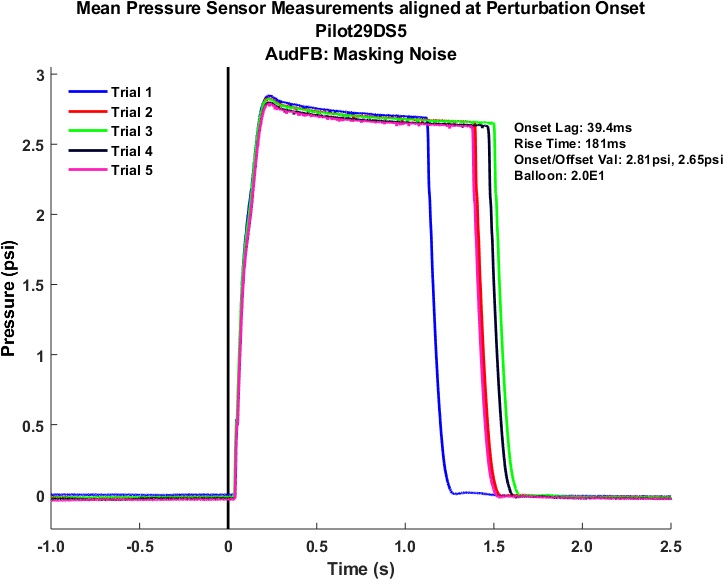 Mean Pressure Sensor Measurements aligned at Perturbation Onset
Pilot29DS5
AudFB: Masking Noise
Trial 1
Trial 2
Trial 3
Trial 4
Trial 5
Onset Lag: 39.4ms
Rise Time: 181ms
Onset/Offset Val: 2.81psi, 2.65psi
Balloon: 2.0E1
Pressure (psi)
3
2.5
2
1.5
1
0.5
0
-1.0 -0.5 0 0.5 1.0 1.5 2.0 2.5
Time (s)